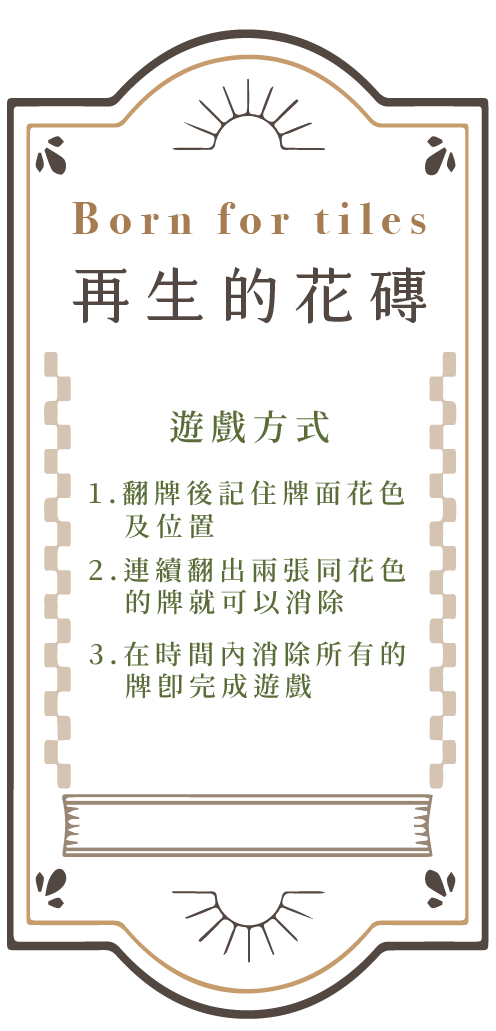 Born for tiles
再生的花磚
遊戲方式
1.翻牌後記住牌面花色
及位置
2.連續翻出兩張同花色
的牌就可以消除
3.在時間內消除所有的
牌即完成遊戲